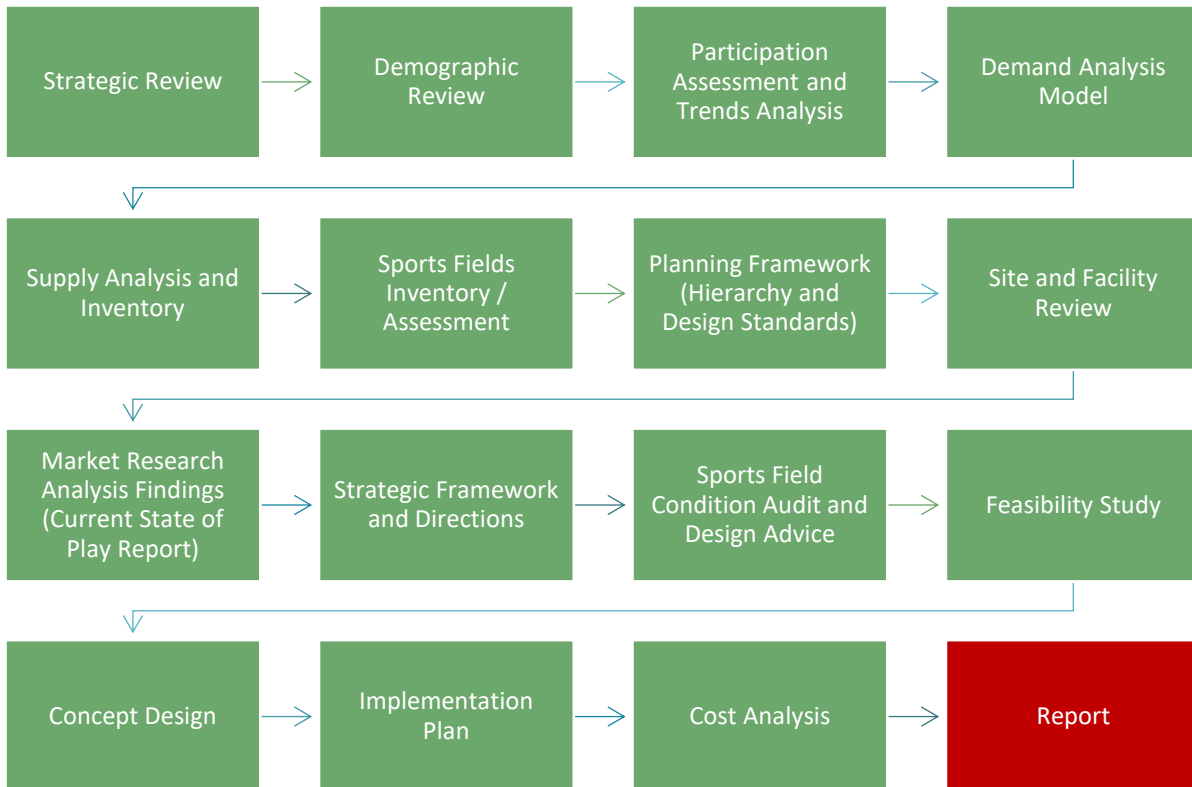 Strategic Review
Demographic
Review
Participation
Assessment and
Trends Analysis
Demand Analysis
Model
Supply Analysis and
Inventory
Sports Fields
Inventory /
Assessment
Planning Framework
(Hierarchy and
Design Standards)
Site and Facility
Review
Market Research
Analysis Findings
(Current State of
Play Report)
Strategic Framework
and Directions
Sports Field
Condition Audit and
Design Advice
Feasibility Study
Concept Design
Implementation
Plan
Cost Analysis
Report